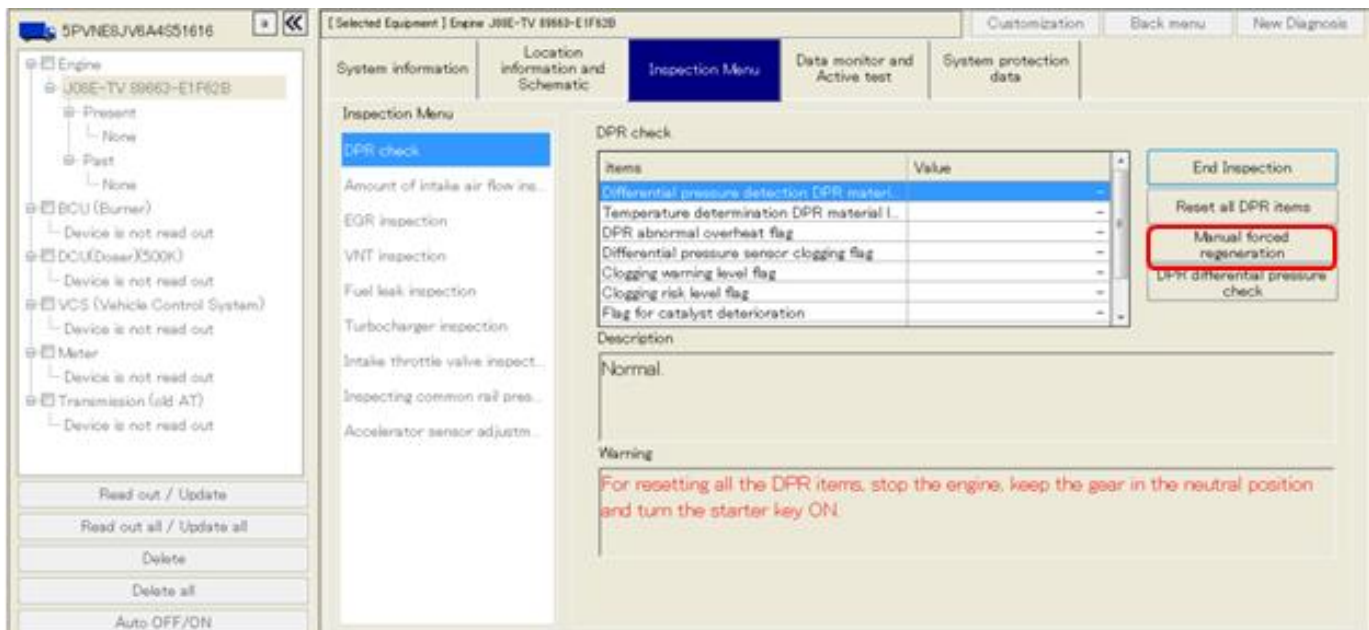 5PVNE8JV6A4S51616
Engine
J08E-TV 89663-E1F62B
Present
None
Past
None
BCU (Burner)
Device is not read out
DCU(Doser)(500K)
Device is not read out
VCS (Vehicle Control System)
Device is not read out
Meter
Device is not read out
Transmission (old AT)
Device is not read out
Read out / Update
Read out all / Update all
Delete
Delete all
Auto OFF/ON
[ Selected Equipment ] Engine J08E-TV 89663-E1F62B
Customization
Back menu
New Diagnosis
System information
Location
information and
Schematic
Inspection Menu
Data monitor and
Active test
System protection
data
Inspection Menu
DPR check
Amount of intake air flow ins...
EGR inspection
VNT inspection
Fuel leak inspection
Turbocharger inspection
Intake throttle valve inspect...
Inspecting common rail pres...
Accelerator sensor adjustm...
DPR check
Items Value
Differential pressure detection DPR materi... -
Temperature determination DPR material l... -
DPR abnormal overheat flag -
Differential pressure sensor clogging flag -
Clogging warning level flag -
Clogging risk level flag -
Flag for catalyst deterioration -
End Inspection
Reset all DPR items
Manual forced
regeneration
DPR differential pressure
check
Description
Normal.
Warning
For resetting all the DPR items, stop the engine, keep the gear in the neutral position
and turn the starter key ON.